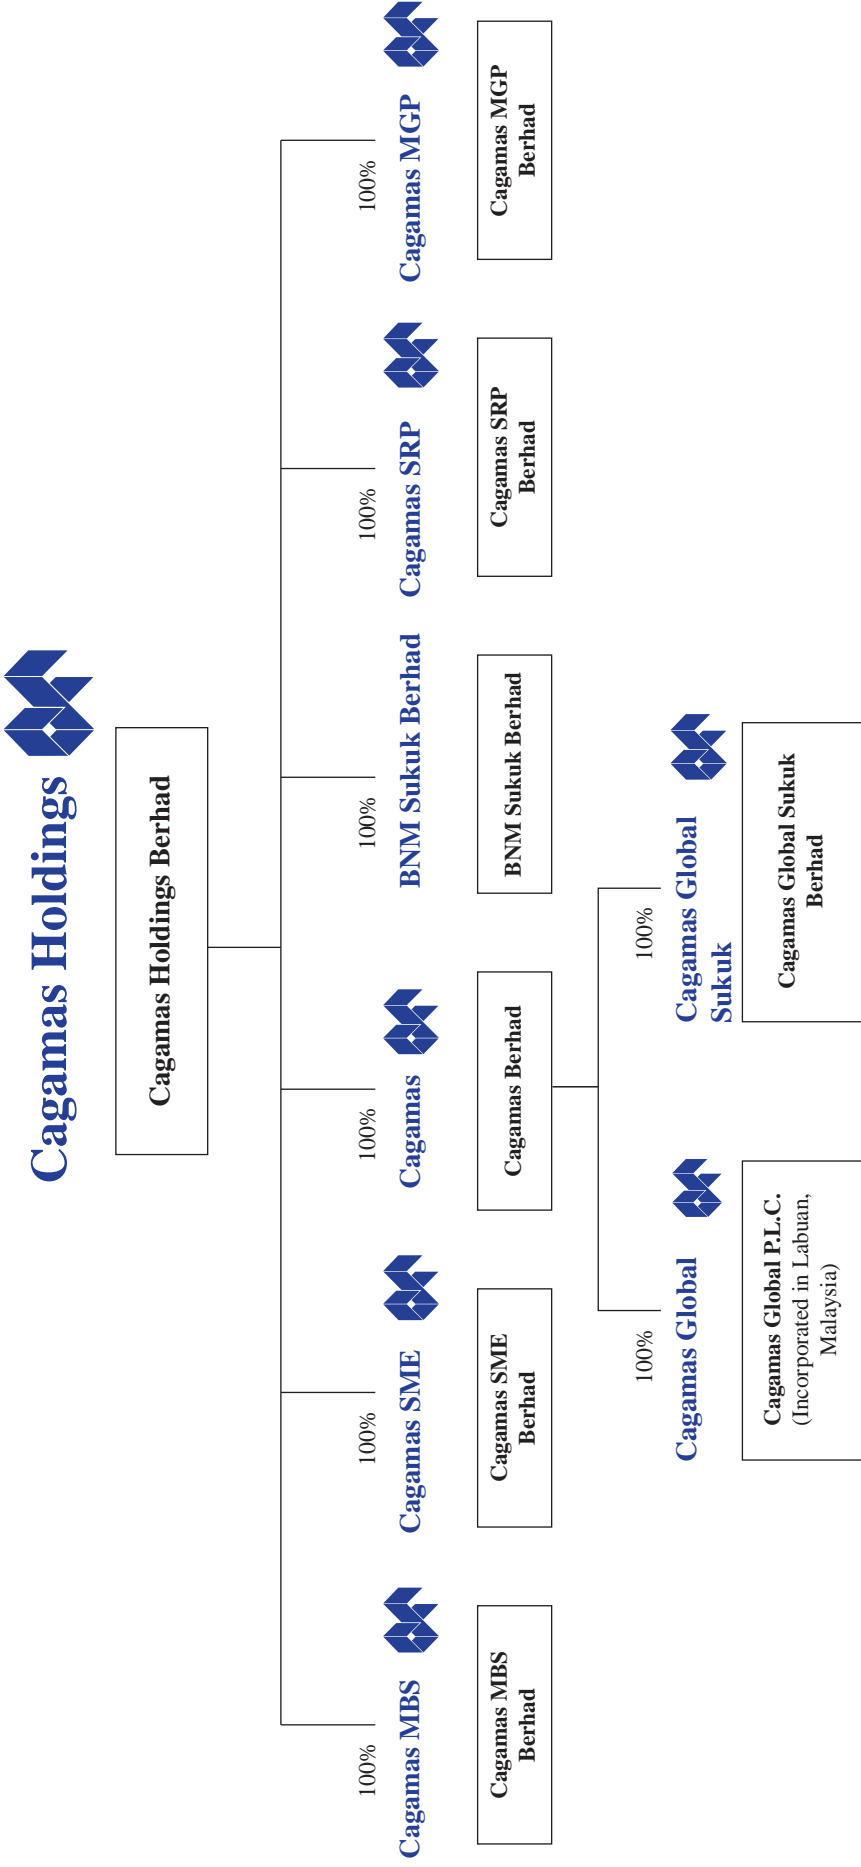 Cagamas Holdings
Cagamas Holdings Berhad
100%
Cagamas MBS
Cagamas MBS
Berhad
100%
Cagamas SME
Cagamas SME
Berhad
100%
Cagamas
Cagamas Berhad
100%
BNM Sukuk Berhad
BNM Sukuk Berhad
100%
Cagamas SRP
Cagamas SRP
Berhad
100%
Cagamas MGP
Cagamas MGP
Berhad
100%
Cagamas Global
Cagamas Global P.L.C.
(Incorporated in Labuan,
Malaysia)
100%
Cagamas Global
Sukuk
Cagamas Global Sukuk
Berhad